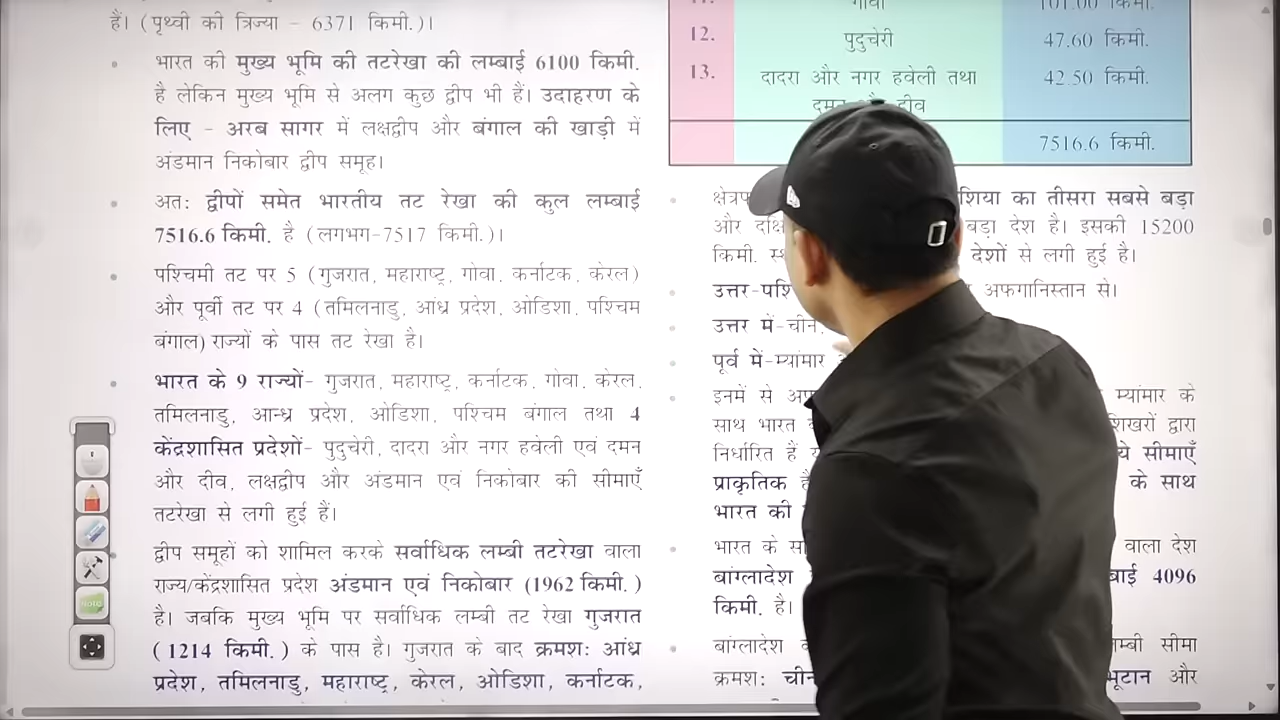 हैं। (पृथ्वी की त्रिज्या – 6371 किमी.)।
भारत की मुख्य भूमि की तटरेखा की लम्बाई 6100 किमी.
है लेकिन मुख्य भूमि से अलग कुछ द्वीप भी हैं। उदाहरण के
लिए - अरब सागर में लक्षद्वीप और बंगाल की खाड़ी में
अंडमान निकोबार द्वीप समूह।
अत: द्वीपों समेत भारतीय तट रेखा की कुल लम्बाई
7516.6 किमी. है (लगभग-7517 किमी.)।
पश्चिमी तट पर 5 (गुजरात, महाराष्ट्र, गोवा, कर्नाटक, केरल)
और पूर्वी तट पर 4 (तमिलनाडु, आंध्र प्रदेश, ओडिशा, पश्चिम
बंगाल) राज्यों के पास तट रेखा है।
भारत के 9 राज्यों- गुजरात, महाराष्ट्र, कर्नाटक, गोवा, केरल,
तमिलनाडु, आन्ध्र प्रदेश, ओडिशा, पश्चिम बंगाल तथा 4
केंद्रशासित प्रदेशों- पुदुचेरी, दादरा और नगर हवेली एवं दमन
और दीव, लक्षद्वीप और अंडमान एवं निकोबार की सीमाएँ
तटरेखा से लगी हुई हैं।
द्वीप समूहों को शामिल करके सर्वाधिक लम्बी तटरेखा वाला
राज्य/केंद्रशासित प्रदेश अंडमान एवं निकोबार (1962 किमी.)
है। जबकि मुख्य भूमि पर सर्वाधिक लम्बी तट रेखा गुजरात
(1214 किमी.) के पास है। गुजरात के बाद क्रमश: आंध्र
प्रदेश, तमिलनाडु, महाराष्ट्र, केरल, ओडिशा, कर्नाटक,
11. गोवा 101.00 किमी.
12. पुदुचेरी 47.60 किमी.
13. दादरा और नगर हवेली तथा 42.50 किमी.
दीव
7516.6 किमी.
का तीसरा सबसे बड़ा
और बड़ा देश है। इसकी 15200
किमी. देशों से लगी हुई है।
अफगानिस्तान से।
उत्तर में-चीन,
पूर्व में-म्यांमार
इनमें से म्यांमार के
साथ भारत शिखरों द्वारा
निर्धारित हैं ये सीमाएँ
प्राकृतिक के साथ
भारत की
भारत के वाला देश
बांग्लादेश 4096
किमी. है।
बांग्लादेश सीमा
क्रमश: भूटान और
Note